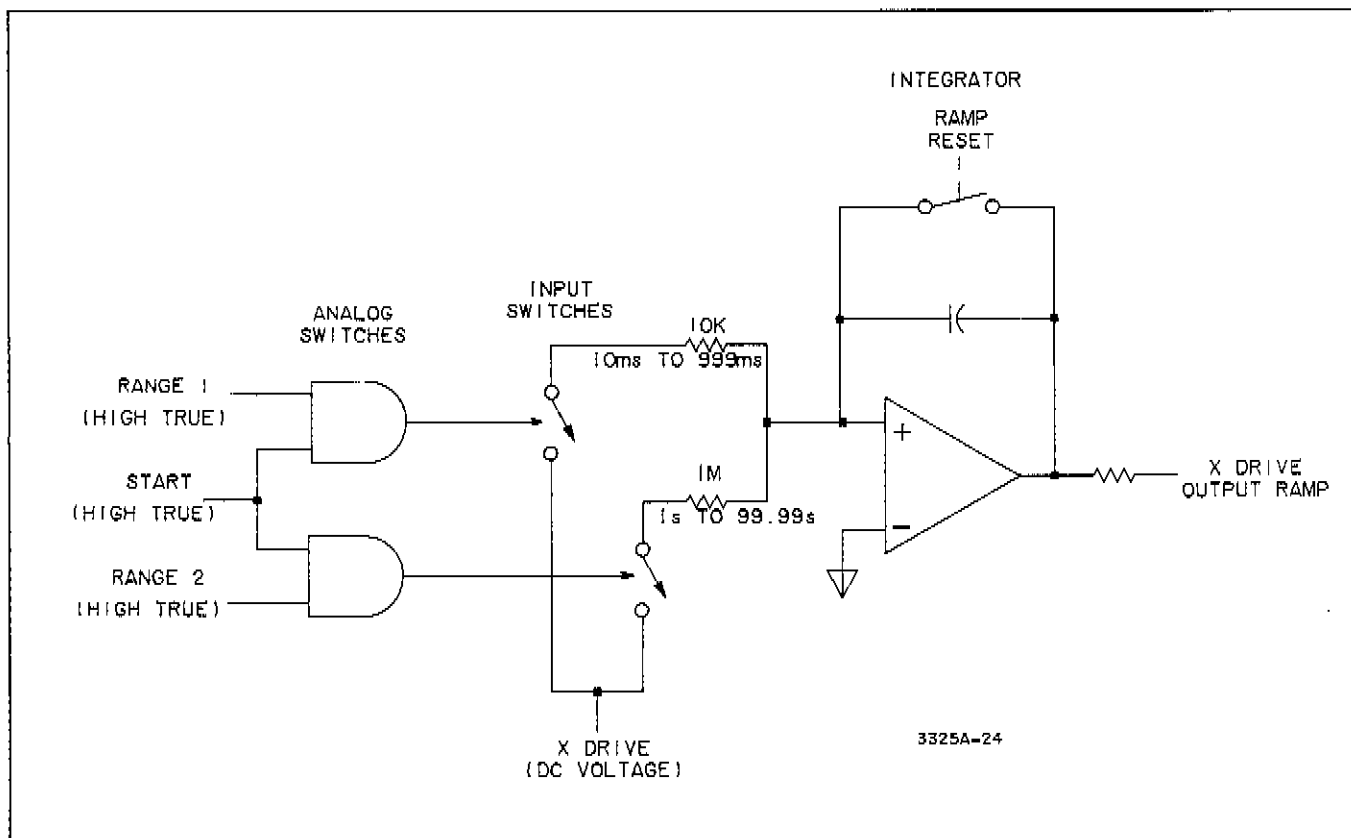 INTEGRATOR
RAMP
RESET
ANALOG
SWITCHES
INPUT
SWITCHES
10K
10ms TO 999ms
RANGE 1
(HIGH TRUE)
START
(HIGH TRUE)
RANGE 2
(HIGH TRUE)
1M
1s TO 99.99s
+
−
X DRIVE
OUTPUT RAMP
X DRIVE
(DC VOLTAGE)
3325A-24